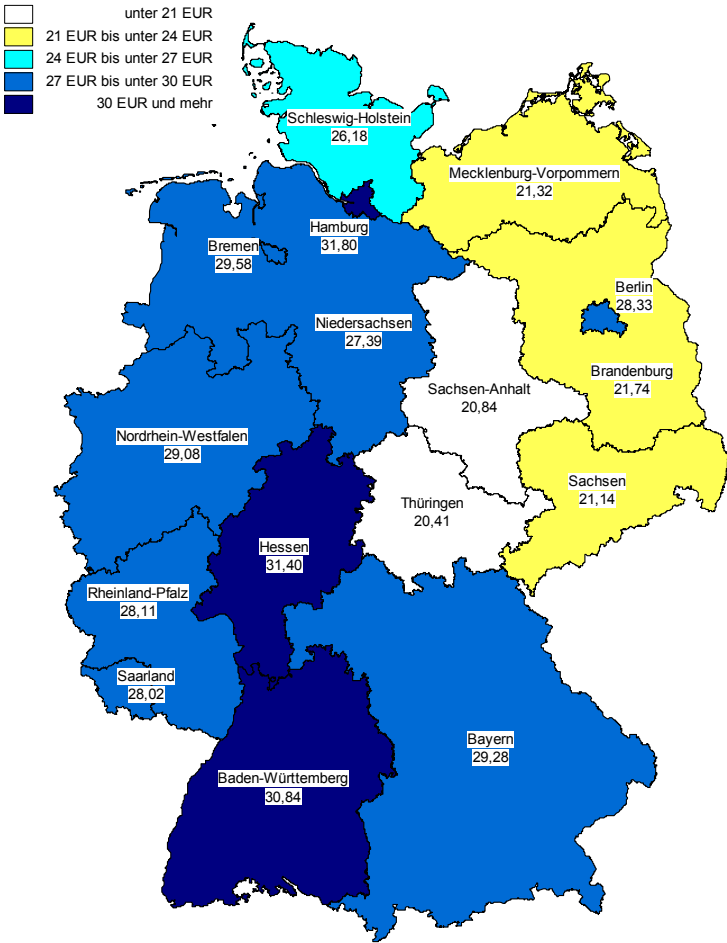 unter 21 EUR
21 EUR bis unter 24 EUR
24 EUR bis unter 27 EUR
27 EUR bis unter 30 EUR
30 EUR und mehr
Schleswig-Holstein
26,18
Mecklenburg-Vorpommern
21,32
Hamburg
31,80
Bremen
29,58
Berlin
28,33
Niedersachsen
27,39
Brandenburg
21,74
Sachsen-Anhalt
20,84
Nordrhein-Westfalen
29,08
Sachsen
21,14
Thüringen
20,41
Hessen
31,40
Rheinland-Pfalz
28,11
Saarland
28,02
Bayern
29,28
Baden-Württemberg
30,84